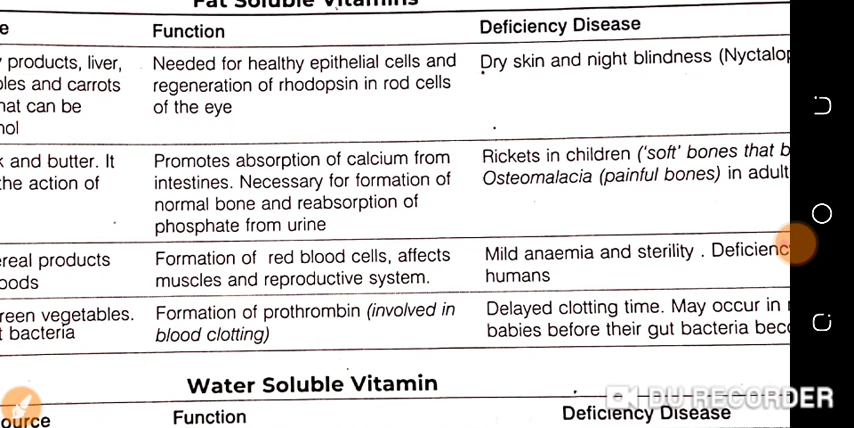 Fat Soluble Vitamins
Function
Deficiency Disease
products, liver,
and carrots
that can be
Needed for healthy epithelial cells and
regeneration of rhodopsin in rod cells
of the eye
Dry skin and night blindness (Nyctalop
and butter. It
the action of
Promotes absorption of calcium from
intestines. Necessary for formation of
normal bone and reabsorption of
phosphate from urine
Rickets in children ('soft' bones that b
Osteomalacia (painful bones) in adult
products
Formation of red blood cells, affects
muscles and reproductive system.
Mild anaemia and sterility . Deficienc
humans
reen vegetables.
t bacteria
Formation of prothrombin (involved in
blood clotting)
Delayed clotting time. May occur in
babies before their gut bacteria bec
Water Soluble Vitamin
ource
Function
Deficiency Disease
DU RECORDER